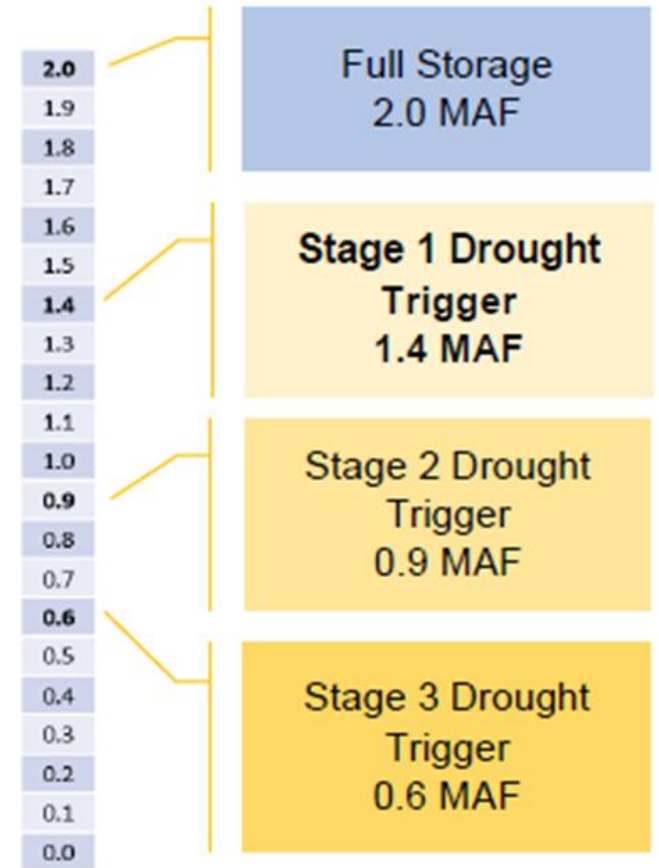 2.0
1.9
1.8
1.7
1.6
1.5
1.4
1.3
1.2
1.1
1.0
0.9
0.8
0.7
0.6
0.5
0.4
0.3
0.2
0.1
0.0
Full Storage
2.0 MAF
Stage 1 Drought
Trigger
1.4 MAF
Stage 2 Drought
Trigger
0.9 MAF
Stage 3 Drought
Trigger
0.6 MAF